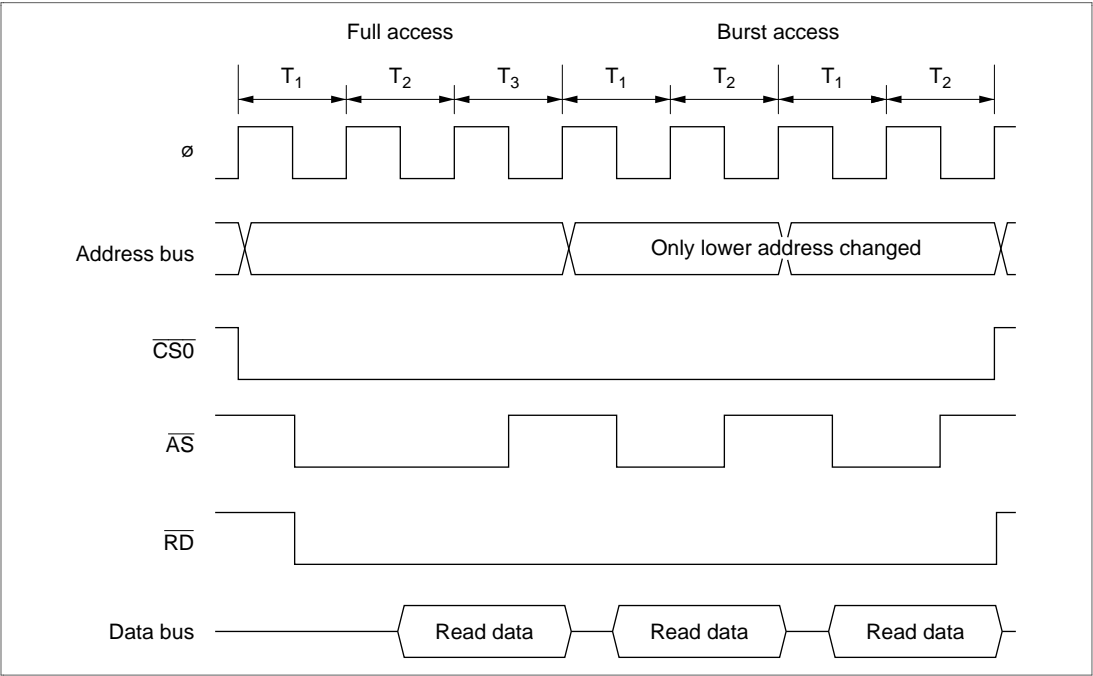 Full access Burst access
T1 T2 T3 T1 T2 T1 T2
ø
Address bus Only lower address changed
CS0
AS
RD
Data bus Read data Read data Read data